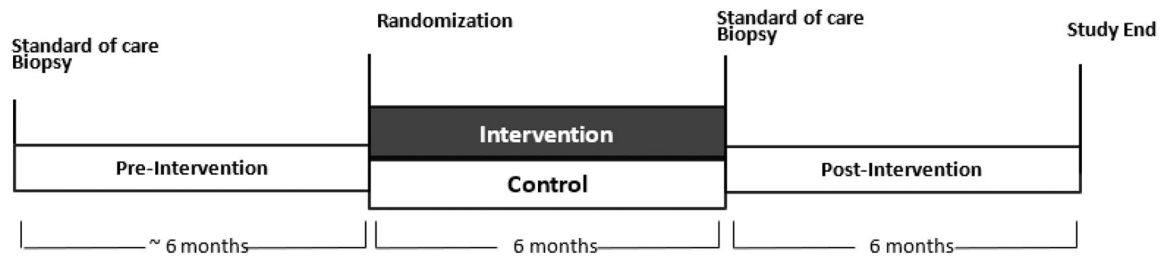 Standard of care
Biopsy
Randomization
Standard of care
Biopsy
Study End
Intervention
Pre-Intervention
Control
Post-Intervention
~ 6 months
6 months
6 months